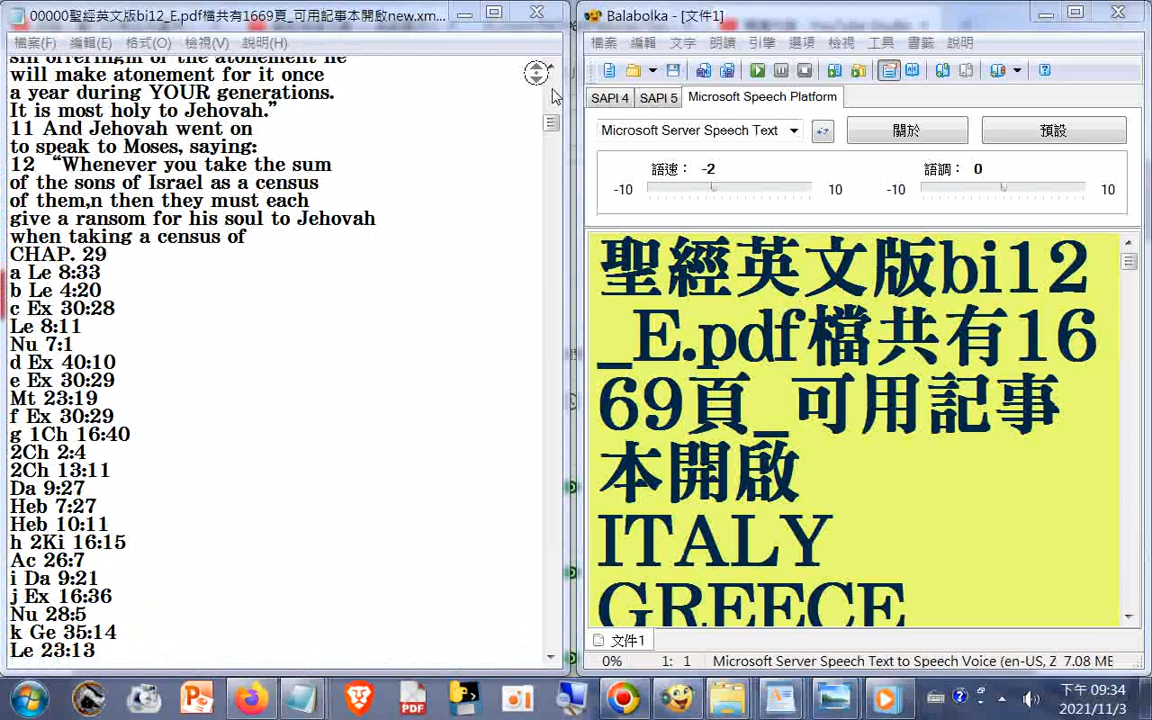 00000聖經英文版bi12_E.pdf檔共有1669頁_可用記事本開啟new.xm...
檔案(F) 編輯(E) 格式(O) 檢視(V) 說明(H)
sin offeringm of the atonement he
will make atonement for it once
a year during YOUR generations.
It is most holy to Jehovah.”
11 And Jehovah went on
to speak to Moses, saying:
12 “Whenever you take the sum
of the sons of Israel as a census
of them,n then they must each
give a ransom for his soul to Jehovah
when taking a census of
CHAP. 29
a Le 8:33
b Le 4:20
c Ex 30:28
Le 8:11
Nu 7:1
d Ex 40:10
e Ex 30:29
Mt 23:19
f Ex 30:29
g 1Ch 16:40
2Ch 2:4
2Ch 13:11
Da 9:27
Heb 7:27
Heb 10:11
h 2Ki 16:15
Ac 26:7
i Da 9:21
j Ex 16:36
Nu 28:5
k Ge 35:14
Le 23:13
Balabolka - [文件1]
檔案 編輯 文字 朗讀 引擎 選項 檢視 工具 書籤 說明
SAPI 4 SAPI 5 Microsoft Speech Platform
Microsoft Server Speech Text 關於 預設
語速： -2 語調： 0
-10 10 -10 10
聖經英文版bi12
_E.pdf檔共有16
69頁_可用記事
本開啟
ITALY
GREECE
文件1
0% 1: 1 Microsoft Server Speech Text to Speech Voice (en-US, Z 7.08 ME
PDF
下午 09:34
2021/11/3